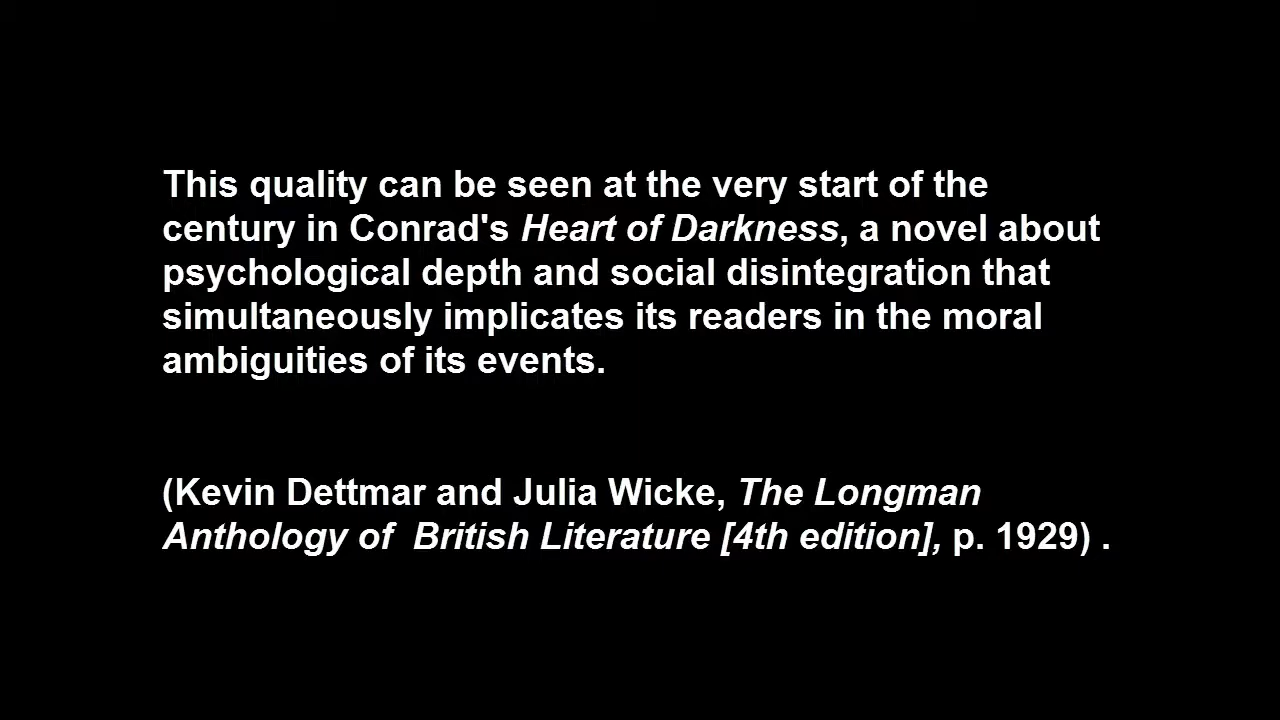 This quality can be seen at the very start of the
century in Conrad's Heart of Darkness, a novel about
psychological depth and social disintegration that
simultaneously implicates its readers in the moral
ambiguities of its events.
(Kevin Dettmar and Julia Wicke, The Longman
Anthology of  British Literature [4th edition], p. 1929) .